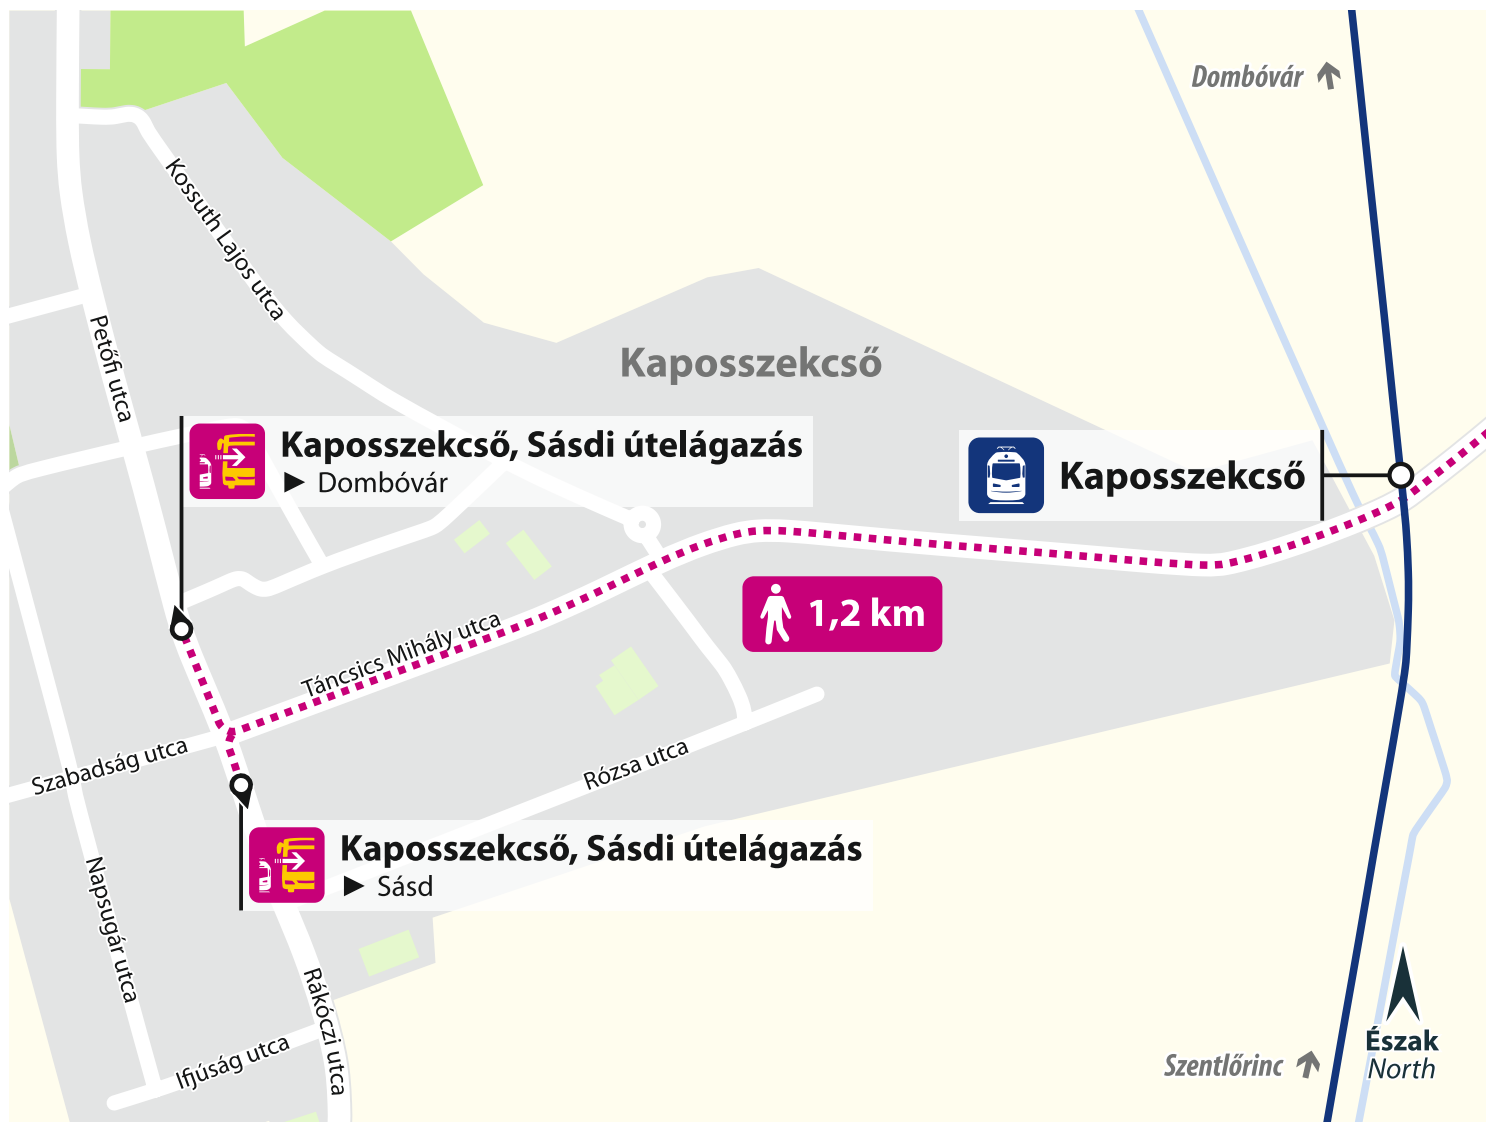 Dombóvár
Kossuth Lajos utca
Petőfi utca
Kaposszekcső
Kaposszekcső, Sásdi útelágazás
► Dombóvár
Kaposszekcső
1,2 km
Táncsics Mihály utca
Szabadság utca
Rózsa utca
Kaposszekcső, Sásdi útelágazás
► Sásd
Napsugár utca
Rákóczi utca
Ifjúság utca
Szentlőrinc
Észak
North